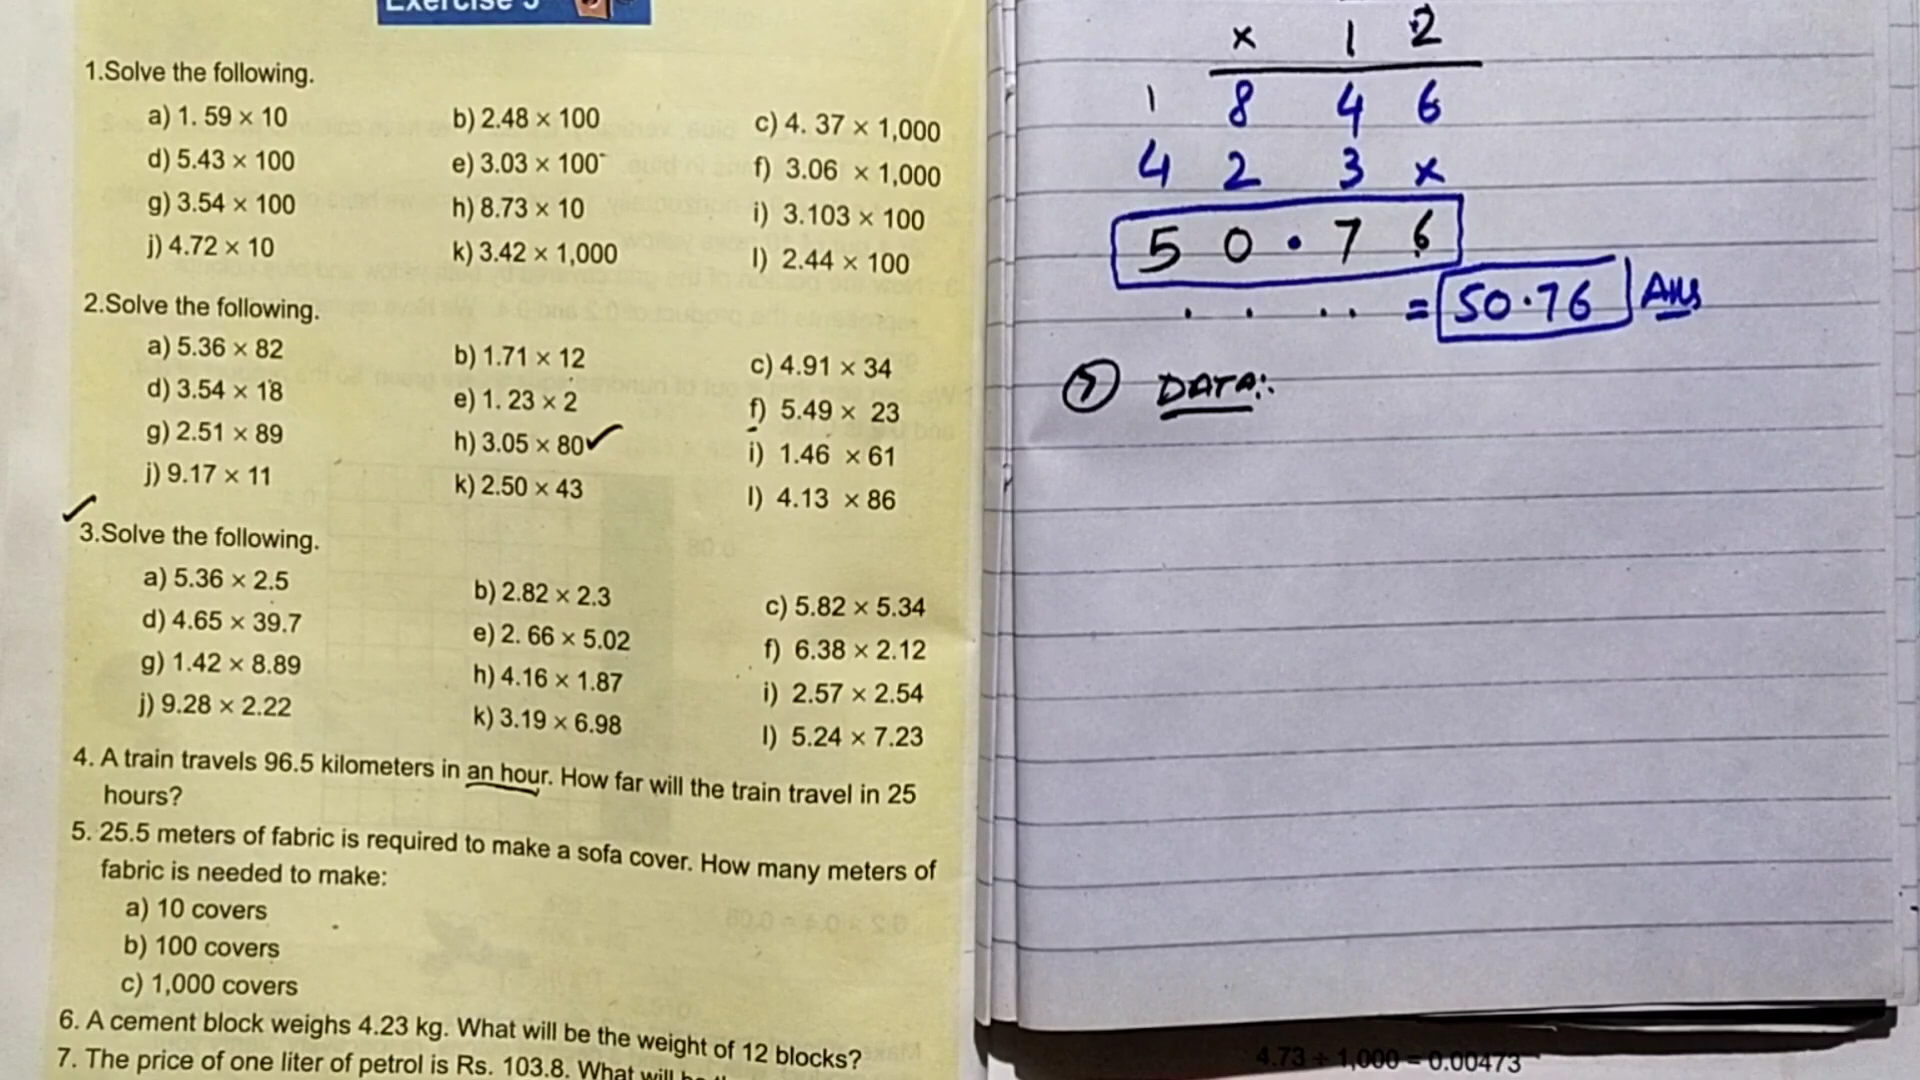 Exercise 5
1.Solve the following.
a) 1. 59 × 10 b) 2.48 × 100 c) 4. 37 × 1,000
d) 5.43 × 100 e) 3.03 × 100 f) 3.06 × 1,000
g) 3.54 × 100 h) 8.73 × 10 i) 3.103 × 100
j) 4.72 × 10 k) 3.42 × 1,000 l) 2.44 × 100
2.Solve the following.
a) 5.36 × 82 b) 1.71 × 12 c) 4.91 × 34
d) 3.54 × 18 e) 1. 23 × 2 f) 5.49 × 23
g) 2.51 × 89 h) 3.05 × 80 i) 1.46 × 61
j) 9.17 × 11 k) 2.50 × 43 l) 4.13 × 86
3.Solve the following.
a) 5.36 × 2.5 b) 2.82 × 2.3 c) 5.82 × 5.34
d) 4.65 × 39.7 e) 2. 66 × 5.02 f) 6.38 × 2.12
g) 1.42 × 8.89 h) 4.16 × 1.87 i) 2.57 × 2.54
j) 9.28 × 2.22 k) 3.19 × 6.98 l) 5.24 × 7.23
4. A train travels 96.5 kilometers in an hour. How far will the train travel in 25
hours?
5. 25.5 meters of fabric is required to make a sofa cover. How many meters of
fabric is needed to make:
a) 10 covers
b) 100 covers
c) 1,000 covers
6. A cement block weighs 4.23 kg. What will be the weight of 12 blocks?
7. The price of one liter of petrol is Rs. 103.8. What will
× 1 2
1 8 4 6
4 2 3 ×
5 0 . 7 6
. . . . = 50.76 Ans
7 DATA:.
4.73 ÷ 1,000 = 0.00473